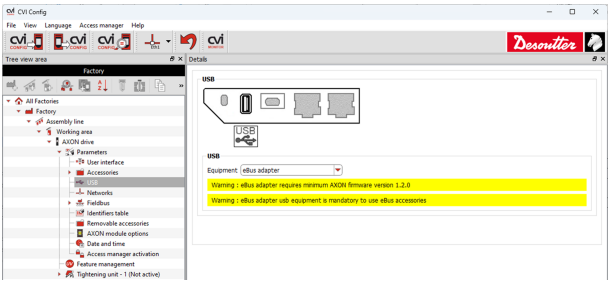 CVI Config
File View Language Access manager Help
CVI CONFIG CVI CONFIG CVI CONFIG CVI MONITOR Desoutter
Tree view area
Details
Factory
»
All Factories
Factory
Assembly line
Working area
AXON drive
Parameters
User interface
Accessories
USB
Networks
Fieldbus
Identifiers table
Removable accessories
AXON module options
Date and time
Access manager activation
Feature management
Tightening unit - 1 (Not active)
USB
USB
USB
Equipment eBus adapter
Warning : eBus adapter requires minimum AXON firmware version 1.2.0
Warning : eBus adapter usb equipment is mandatory to use eBus accessories